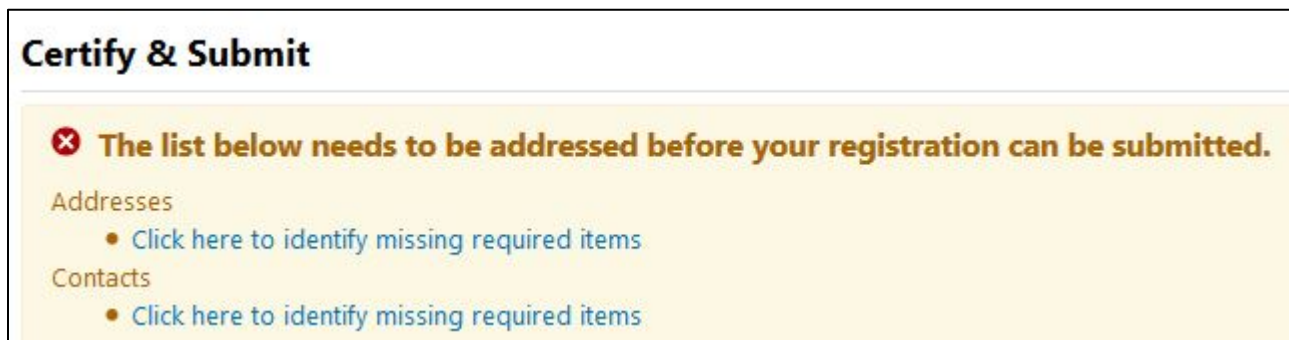 Certify & Submit
The list below needs to be addressed before your registration can be submitted.
Addresses
Click here to identify missing required items
Contacts
Click here to identify missing required items